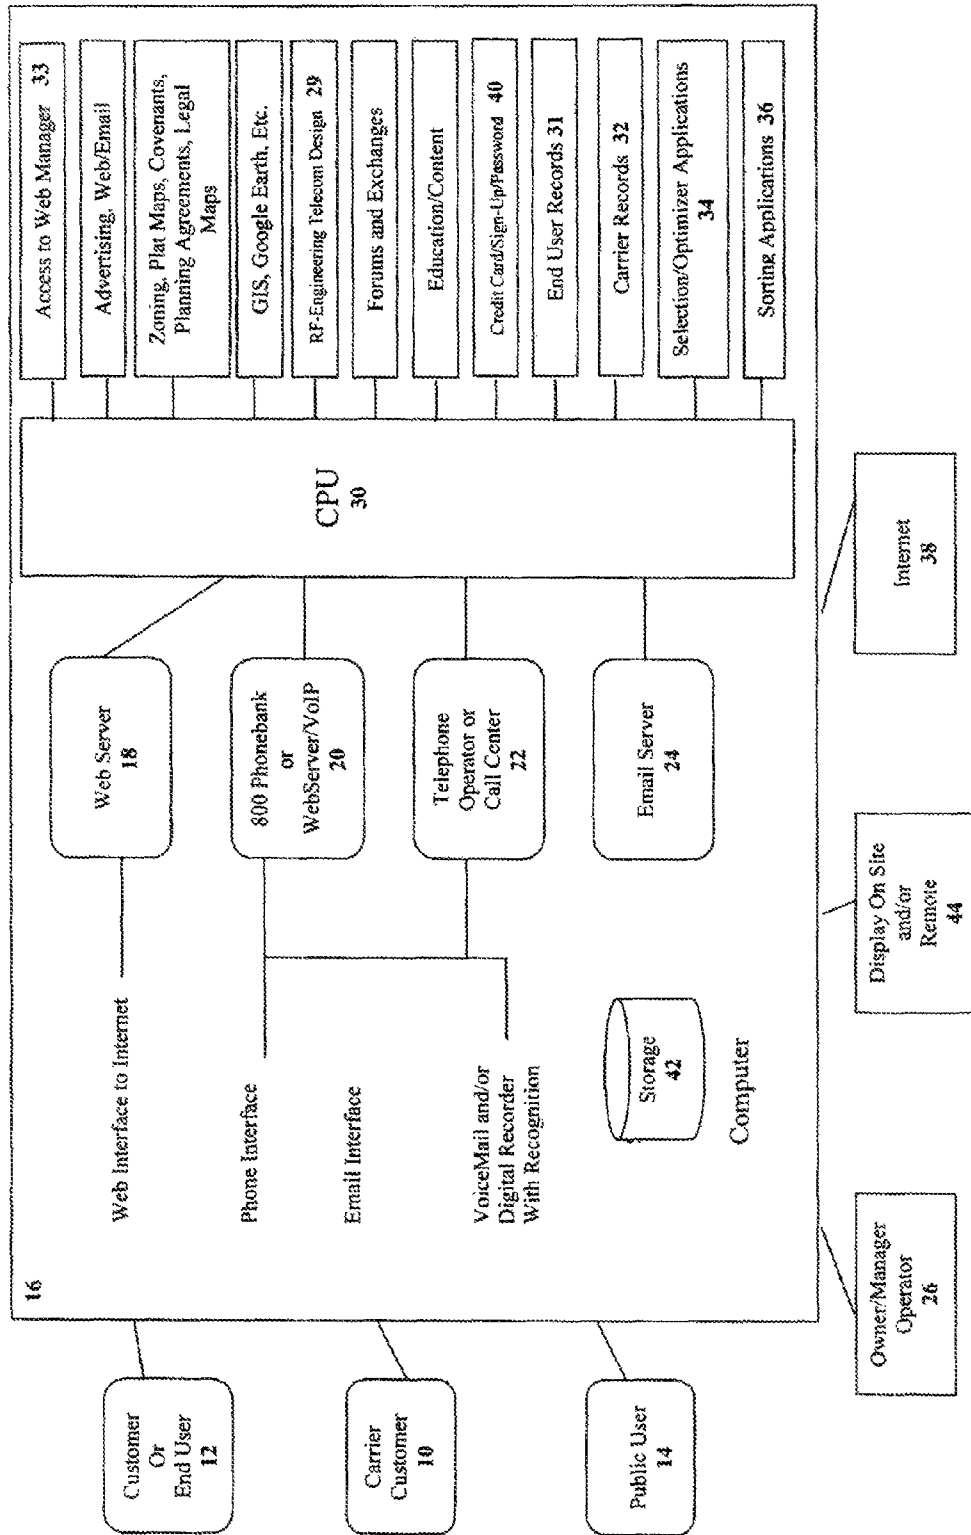 16
Customer
Or
End User
12
Carrier
Customer
10
Public User
14
Web Interface to Internet
Phone Interface
Email Interface
VoiceMail and/or
Digital Recorder
With Recognition
Storage
42
Computer
Web Server
18
800 Phonebank
or
WebServer/VoIP
20
Telephone
Operator or
Call Center
22
Email Server
24
CPU
30
Access to Web Manager 33
Advertising, Web/Email
Zoning, Plat Maps, Covenants,
Planning Agreements, Legal
Maps
GIS, Google Earth, Etc.
RF-Engineering Telecom Design 29
Forums and Exchanges
Education/Content
Credit Card/Sign-Up/Password 40
End User Records 31
Carrier Records 32
Selection/Optimizer Applications
34
Sorting Applications 36
Owner/Manager
Operator
26
Display On Site
and/or
Remote
44
Internet
38